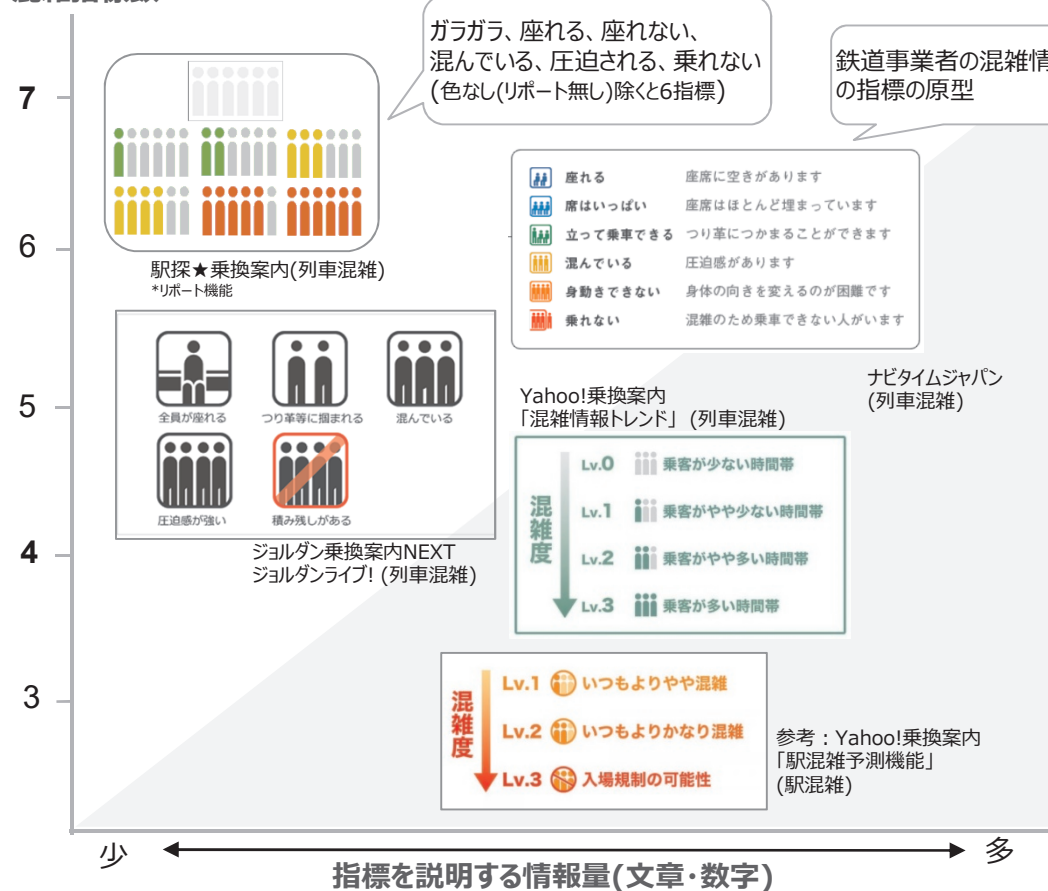 ガラガラ、座れる、座れない、
混んでいる、圧迫される、乗れない
(色なし(リポート無し)除くと6指標)
鉄道事業者の混雑情
の指標の原型
7
6
5
4
3
駅探★乗換案内(列車混雑)
*リポート機能
座れる 座席に空きがあります
席はいっぱい 座席はほとんど埋まっています
立って乗車できる つり革につかまることができます
混んでいる 圧迫感があります
身動きできない 身体の向きを変えるのが困難です
乗れない 混雑のため乗車できない人がいます
ナビタイムジャパン
(列車混雑)
全員が座れる つり革等に掴まれる 混んでいる
圧迫感が強い 積み残しがある
ジョルダン乗換案内NEXT
ジョルダンライブ! (列車混雑)
Yahoo!乗換案内
「混雑情報トレンド」 (列車混雑)
混雑度
Lv.0 乗客が少ない時間帯
Lv.1 乗客がやや少ない時間帯
Lv.2 乗客がやや多い時間帯
Lv.3 乗客が多い時間帯
混雑度
Lv.1 いつもよりやや混雑
Lv.2 いつもよりかなり混雑
Lv.3 入場規制の可能性
参考：Yahoo!乗換案内
「駅混雑予測機能」
(駅混雑)
少 多
指標を説明する情報量(文章・数字)